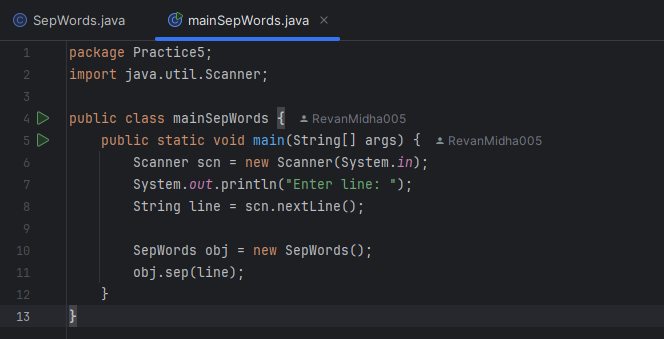 SepWords.java mainSepWords.java
1 package Practice5;
2 import java.util.Scanner;
3
4 public class mainSepWords { RevanMidha005
5 public static void main(String[] args) { RevanMidha005
6 Scanner scn = new Scanner(System.in);
7 System.out.println("Enter line: ");
8 String line = scn.nextLine();
9
10 SepWords obj = new SepWords();
11 obj.sep(line);
12 }
13 }